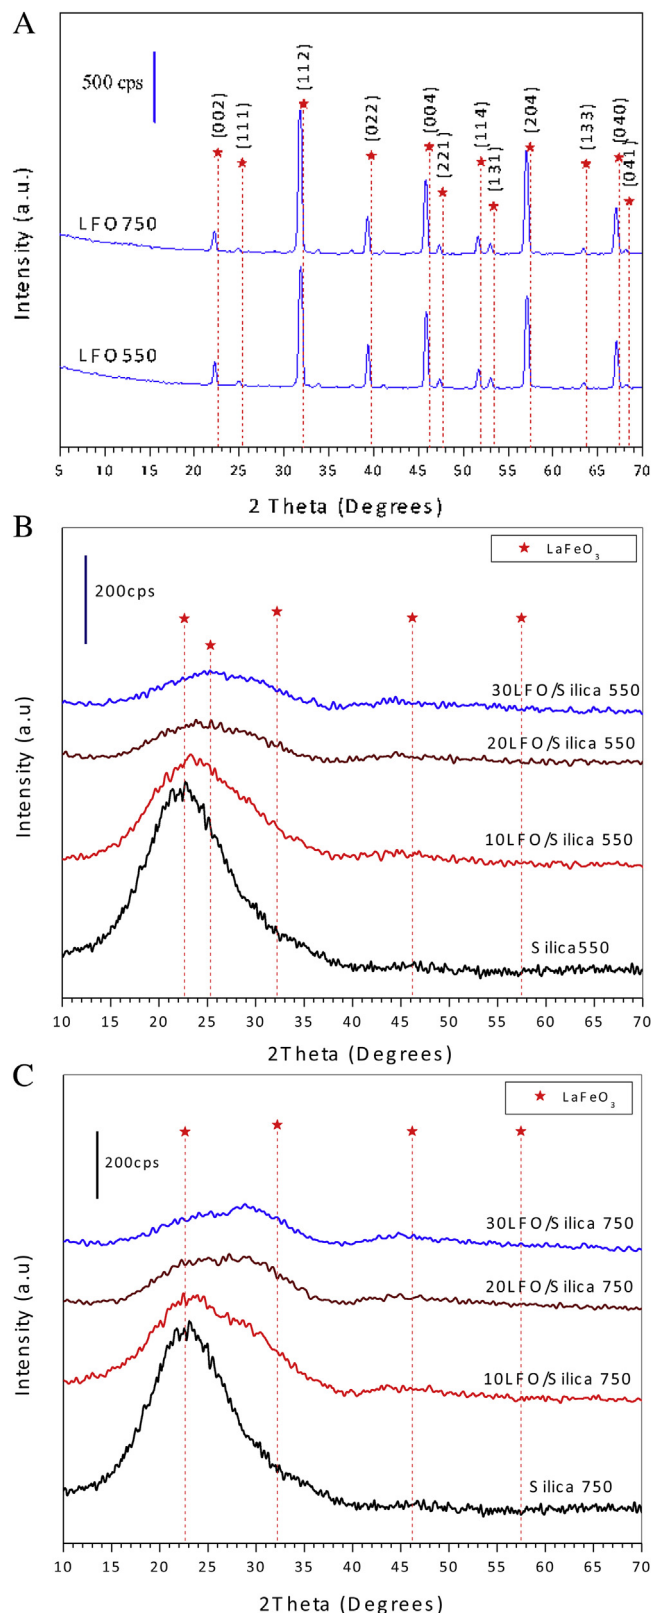 A
500 cps
(002)
(111)
(112)
(022)
(004)
(221)
(114)
(131)
(204)
(133)
(040)
(041)
LFO 750
LFO 550
Intensity (a.u.)
5 10 15 20 25 30 35 40 45 50 55 60 65 70
2 Theta (Degrees)
B
200cps
LaFeO3
30LFO/Silica 550
20LFO/Silica 550
10LFO/Silica 550
Silica550
Intensity (a.u)
10 15 20 25 30 35 40 45 50 55 60 65 70
2Theta (Degrees)
C
200cps
LaFeO3
30LFO/Silica 750
20LFO/Silica 750
10LFO/Silica 750
Silica 750
Intensity (a.u)
10 15 20 25 30 35 40 45 50 55 60 65 70
2Theta (Degrees)